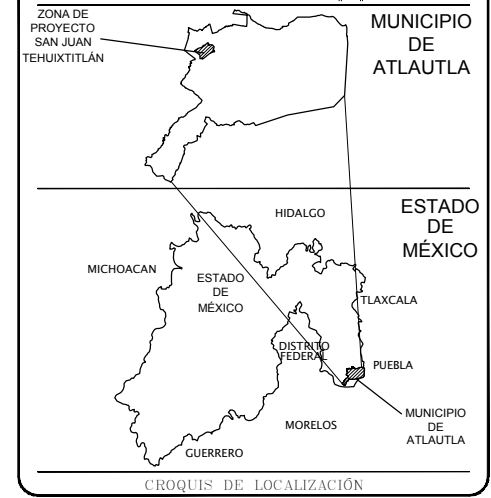 ZONA DE
PROYECTO
SAN JUAN
TEHUIXTITLÁN
MUNICIPIO
DE
ATLAUTLA
ESTADO
DE
MÉXICO
HIDALGO
MICHOACAN
ESTADO
DE
MÉXICO
TLAXCALA
DISTRITO
FEDERAL
PUEBLA
MUNICIPIO
DE
ATLAUTLA
MORELOS
GUERRERO
CROQUIS DE LOCALIZACIÓN